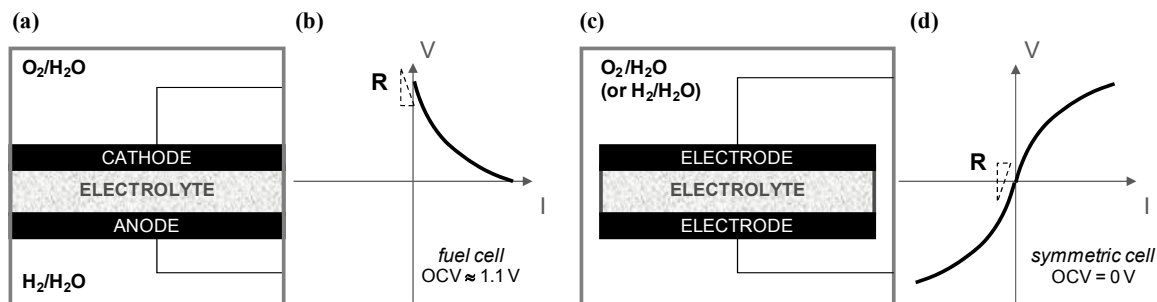 (a)
O₂/H₂O
CATHODE
ELECTROLYTE
ANODE
H₂/H₂O
(b)
V
R
I
fuel cell
OCV ≈ 1.1 V
(c)
O₂/H₂O
(or H₂/H₂O)
ELECTRODE
ELECTROLYTE
ELECTRODE
(d)
V
R
I
symmetric cell
OCV = 0 V